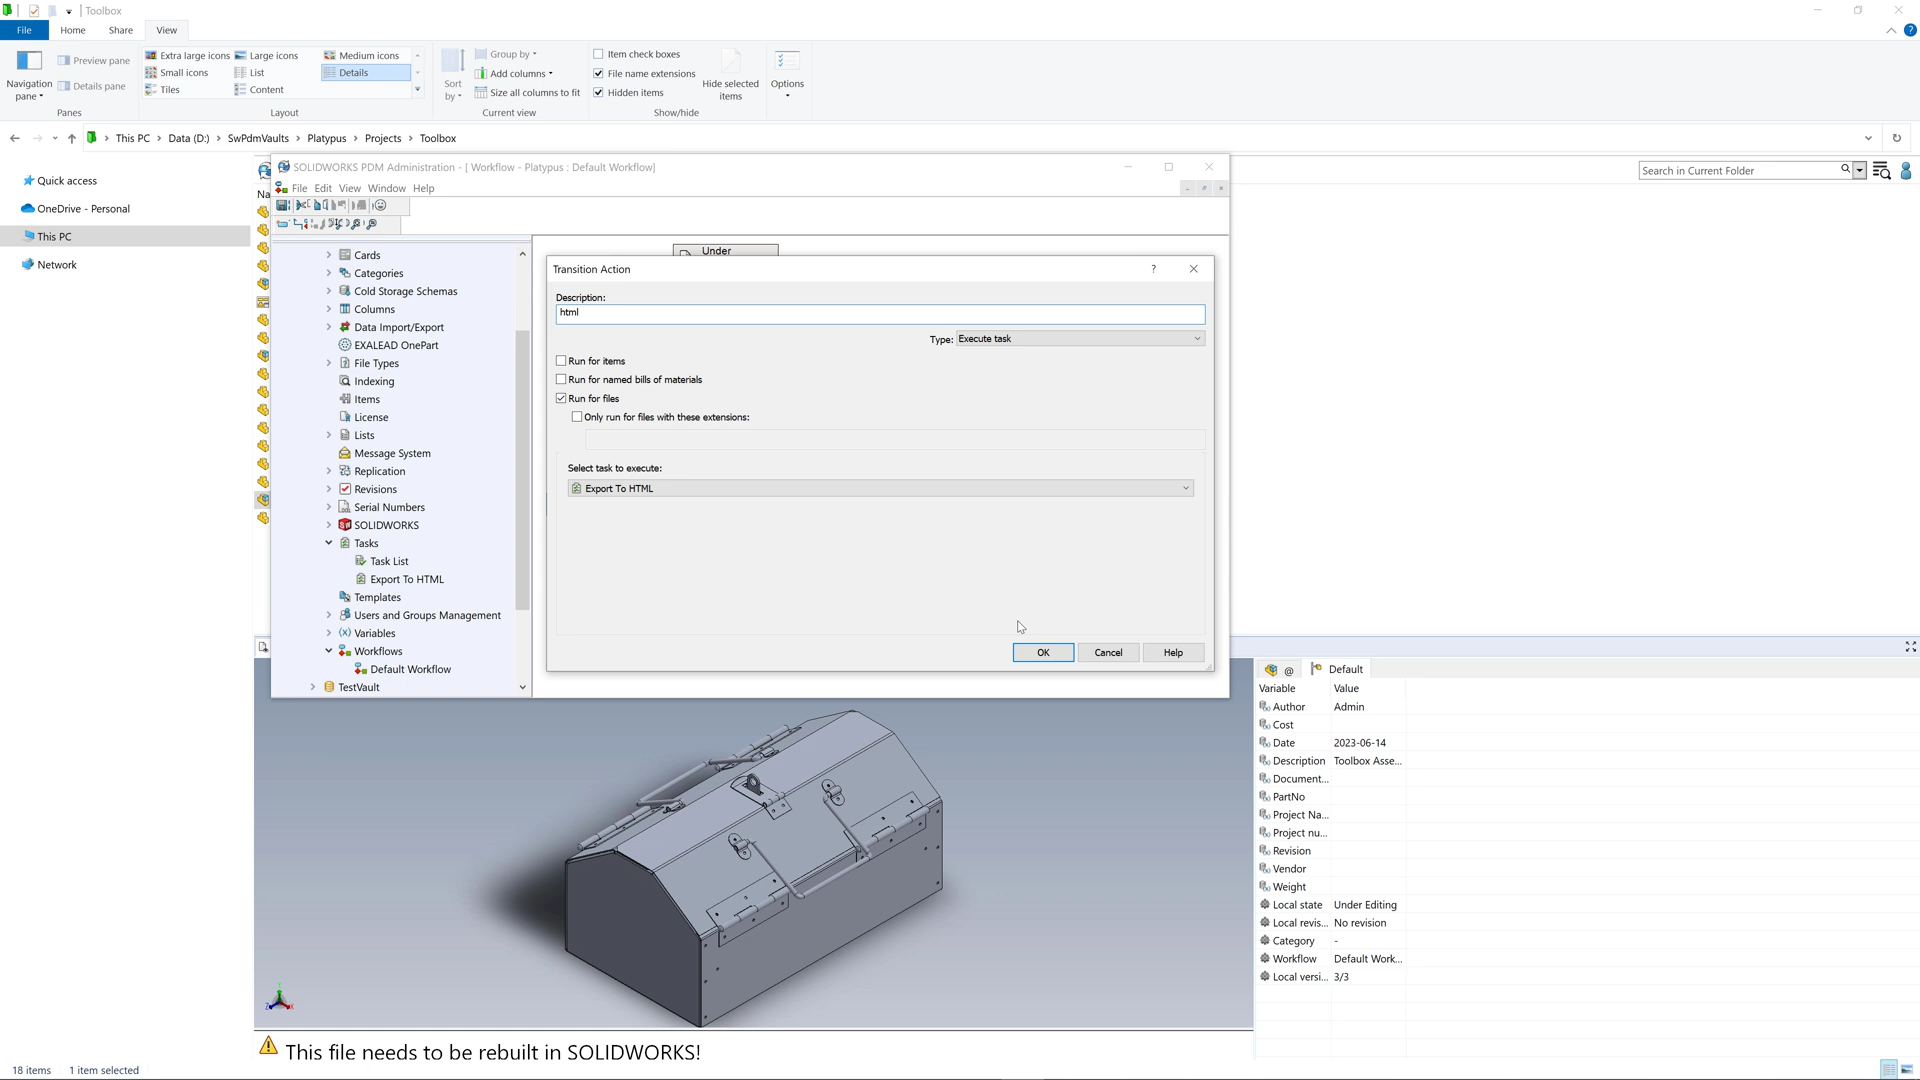 Toolbox
File Home Share View
Navigation pane
Preview pane
Details pane
Panes
Extra large icons Large icons Medium icons
Small icons List Details
Tiles Content
Layout
Sort by
Group by
Add columns
Size all columns to fit
Current view
Item check boxes
File name extensions
Hidden items
Hide selected items
Show/hide
Options
This PC > Data (D:) > SwPdmVaults > Platypus > Projects > Toolbox
Search in Current Folder
Quick access
OneDrive - Personal
This PC
Network
SOLIDWORKS PDM Administration - [ Workflow - Platypus : Default Workflow]
File Edit View Window Help
Cards
Categories
Cold Storage Schemas
Columns
Data Import/Export
EXALEAD OnePart
File Types
Indexing
Items
License
Lists
Message System
Replication
Revisions
Serial Numbers
SOLIDWORKS
Tasks
Task List
Export To HTML
Templates
Users and Groups Management
Variables
Workflows
Default Workflow
TestVault
Under
Transition Action
Description:
html
Type: Execute task
Run for items
Run for named bills of materials
Run for files
Only run for files with these extensions:
Select task to execute:
Export To HTML
OK Cancel Help
@ Default
Variable Value
Author Admin
Cost
Date 2023-06-14
Description Toolbox Asse...
Document...
PartNo
Project Na...
Project nu...
Revision
Vendor
Weight
Local state Under Editing
Local revis... No revision
Category -
Workflow Default Work...
Local versi... 3/3
This file needs to be rebuilt in SOLIDWORKS!
18 items 1 item selected